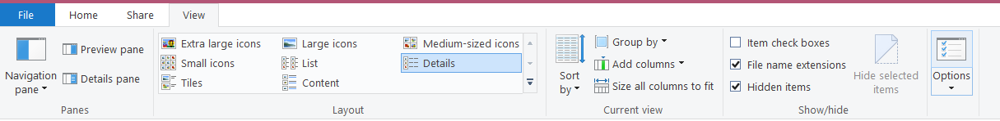 File Home Share View
Navigation pane
Preview pane
Details pane
Panes
Extra large icons
Large icons
Medium-sized icons
Small icons
List
Details
Tiles
Content
Layout
Sort by
Group by
Add columns
Size all columns to fit
Current view
Item check boxes
File name extensions
Hidden items
Hide selected items
Show/hide
Options